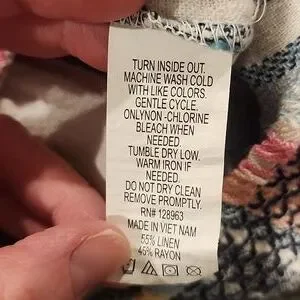 TURN INSIDE OUT.
MACHINE WASH COLD
WITH LIKE COLORS.
GENTLE CYCLE.
ONLYNON -CHLORINE
BLEACH WHEN
NEEDED.
TUMBLE DRY LOW.
WARM IRON IF
NEEDED.
DO NOT DRY CLEAN
REMOVE PROMPTLY.
RN# 128963
MADE IN VIET NAM
55% LINEN
45% RAYON